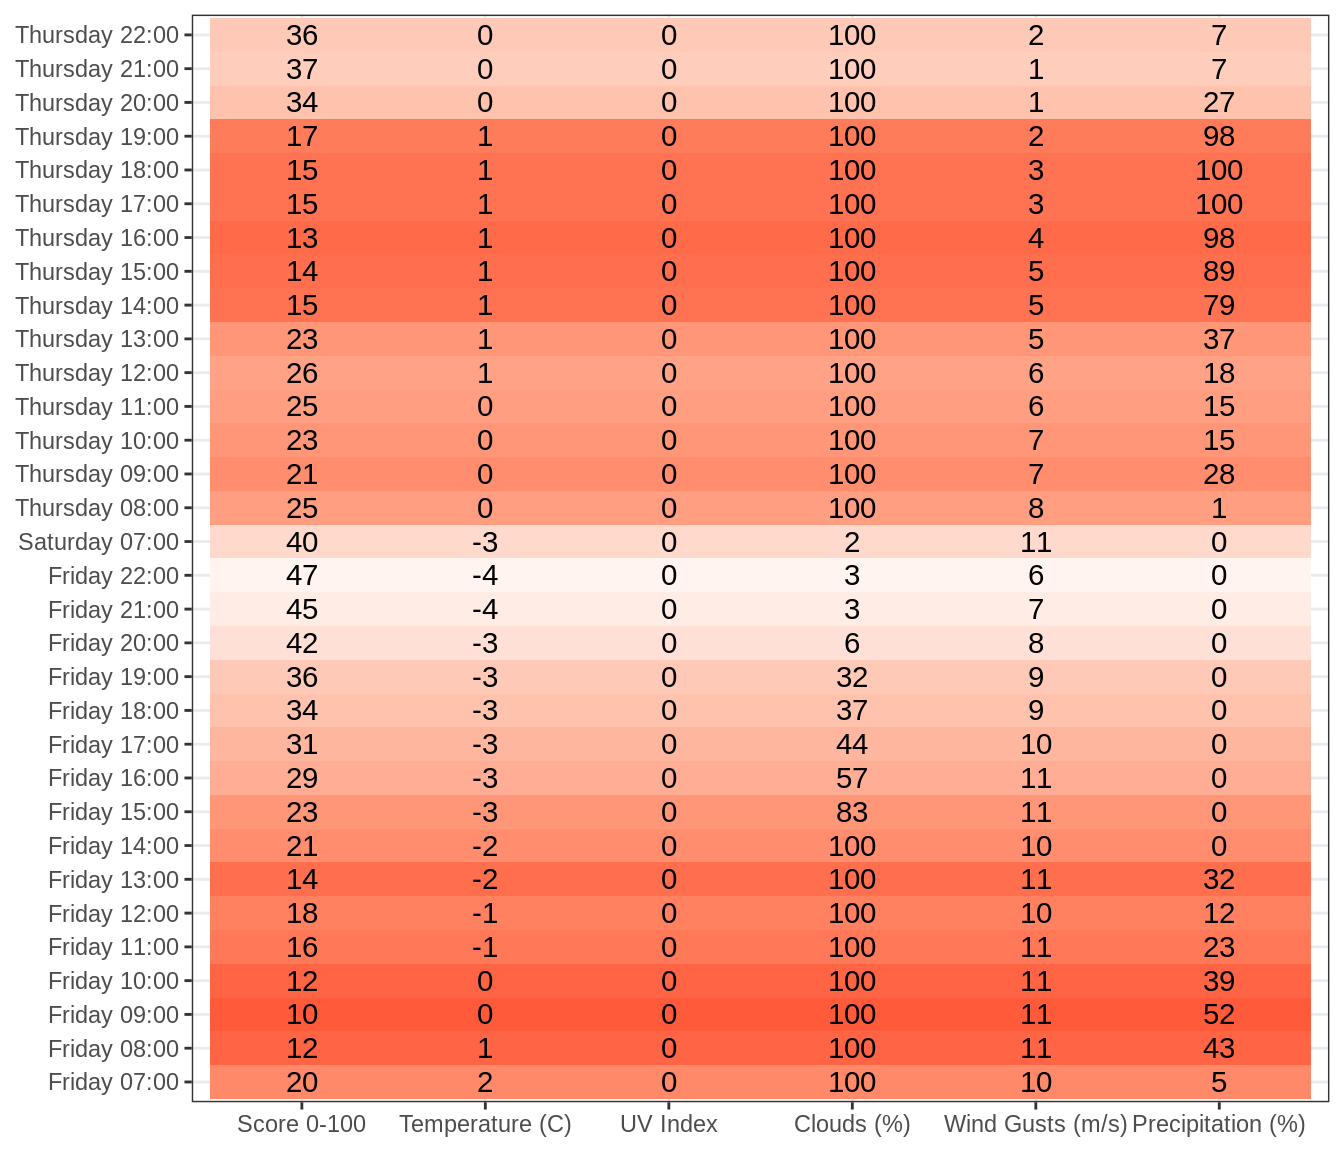 Thursday 22:00 36 0 0 100 2 7
Thursday 21:00 37 0 0 100 1 7
Thursday 20:00 34 0 0 100 1 27
Thursday 19:00 17 1 0 100 2 98
Thursday 18:00 15 1 0 100 3 100
Thursday 17:00 15 1 0 100 3 100
Thursday 16:00 13 1 0 100 4 98
Thursday 15:00 14 1 0 100 5 89
Thursday 14:00 15 1 0 100 5 79
Thursday 13:00 23 1 0 100 5 37
Thursday 12:00 26 1 0 100 6 18
Thursday 11:00 25 0 0 100 6 15
Thursday 10:00 23 0 0 100 7 15
Thursday 09:00 21 0 0 100 7 28
Thursday 08:00 25 0 0 100 8 1
Saturday 07:00 40 -3 0 2 11 0
Friday 22:00 47 -4 0 3 6 0
Friday 21:00 45 -4 0 3 7 0
Friday 20:00 42 -3 0 6 8 0
Friday 19:00 36 -3 0 32 9 0
Friday 18:00 34 -3 0 37 9 0
Friday 17:00 31 -3 0 44 10 0
Friday 16:00 29 -3 0 57 11 0
Friday 15:00 23 -3 0 83 11 0
Friday 14:00 21 -2 0 100 10 0
Friday 13:00 14 -2 0 100 11 32
Friday 12:00 18 -1 0 100 10 12
Friday 11:00 16 -1 0 100 11 23
Friday 10:00 12 0 0 100 11 39
Friday 09:00 10 0 0 100 11 52
Friday 08:00 12 1 0 100 11 43
Friday 07:00 20 2 0 100 10 5
Score 0-100 Temperature (C) UV Index Clouds (%) Wind Gusts (m/s) Precipitation (%)